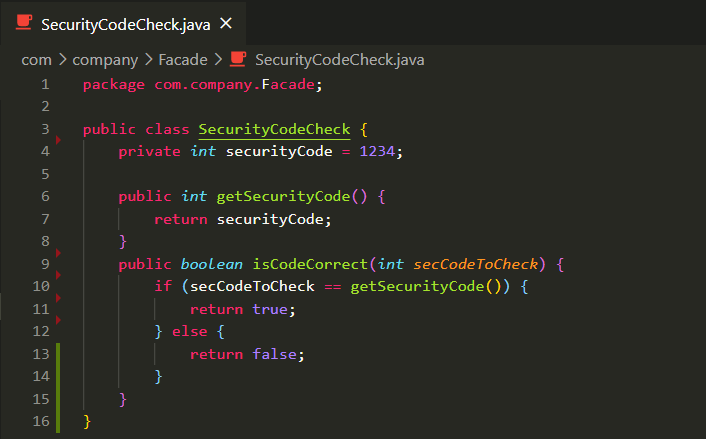 SecurityCodeCheck.java ×
com > company > Facade > SecurityCodeCheck.java
1 package com.company.Facade;
2
3 public class SecurityCodeCheck {
4     private int securityCode = 1234;
5
6     public int getSecurityCode() {
7         return securityCode;
8     }
9     public boolean isCodeCorrect(int secCodeToCheck) {
10         if (secCodeToCheck == getSecurityCode()) {
11             return true;
12         } else {
13             return false;
14         }
15     }
16 }